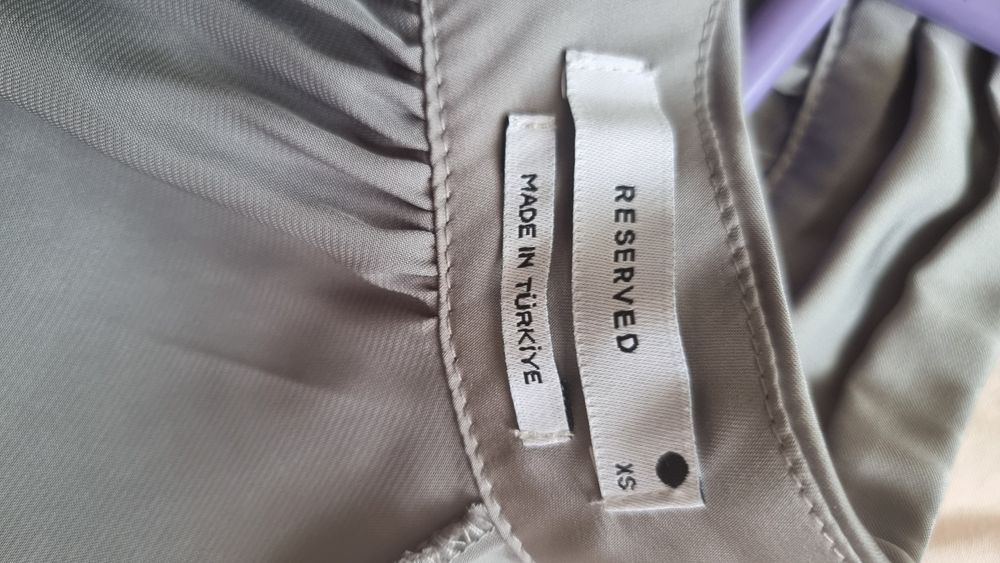 RESERVED
XS
MADE IN TÜRKİYE